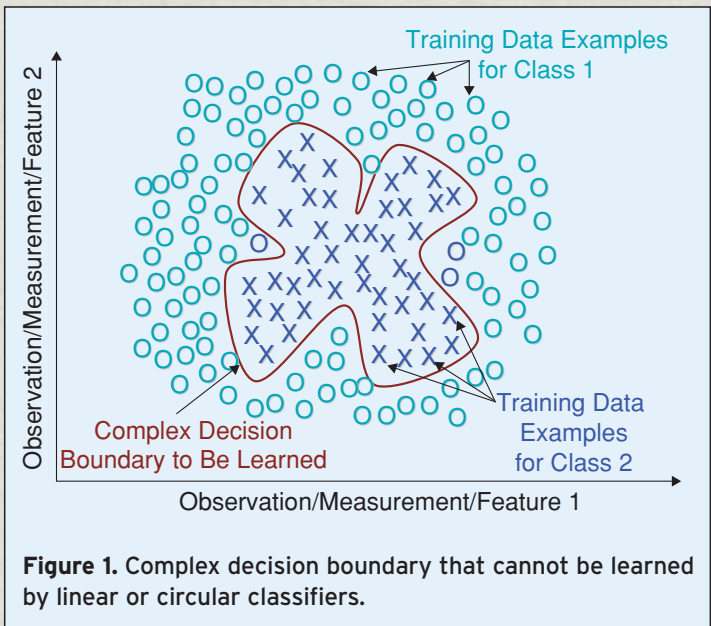 Training Data Examples
for Class 1
Observation/Measurement/Feature 2
Complex Decision
Boundary to Be Learned
Training Data
Examples
for Class 2
Observation/Measurement/Feature 1
Figure 1. Complex decision boundary that cannot be learned
by linear or circular classifiers.